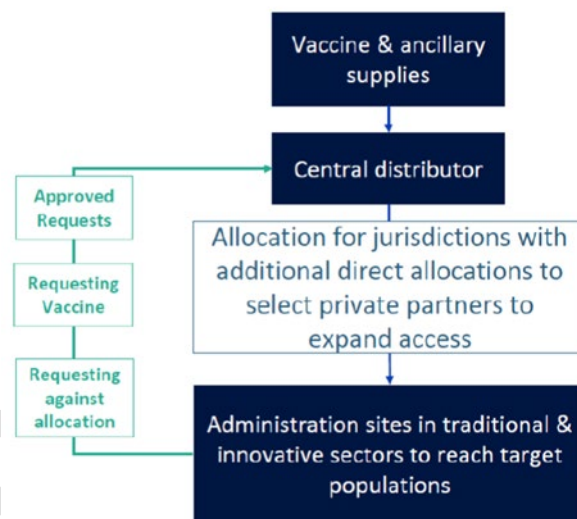 Vaccine & ancillary
supplies
Central distributor
Approved
Requests
Allocation for jurisdictions with
additional direct allocations to
select private partners to
expand access
Requesting
Vaccine
Requesting
against
allocation
Administration sites in traditional &
innovative sectors to reach target
populations